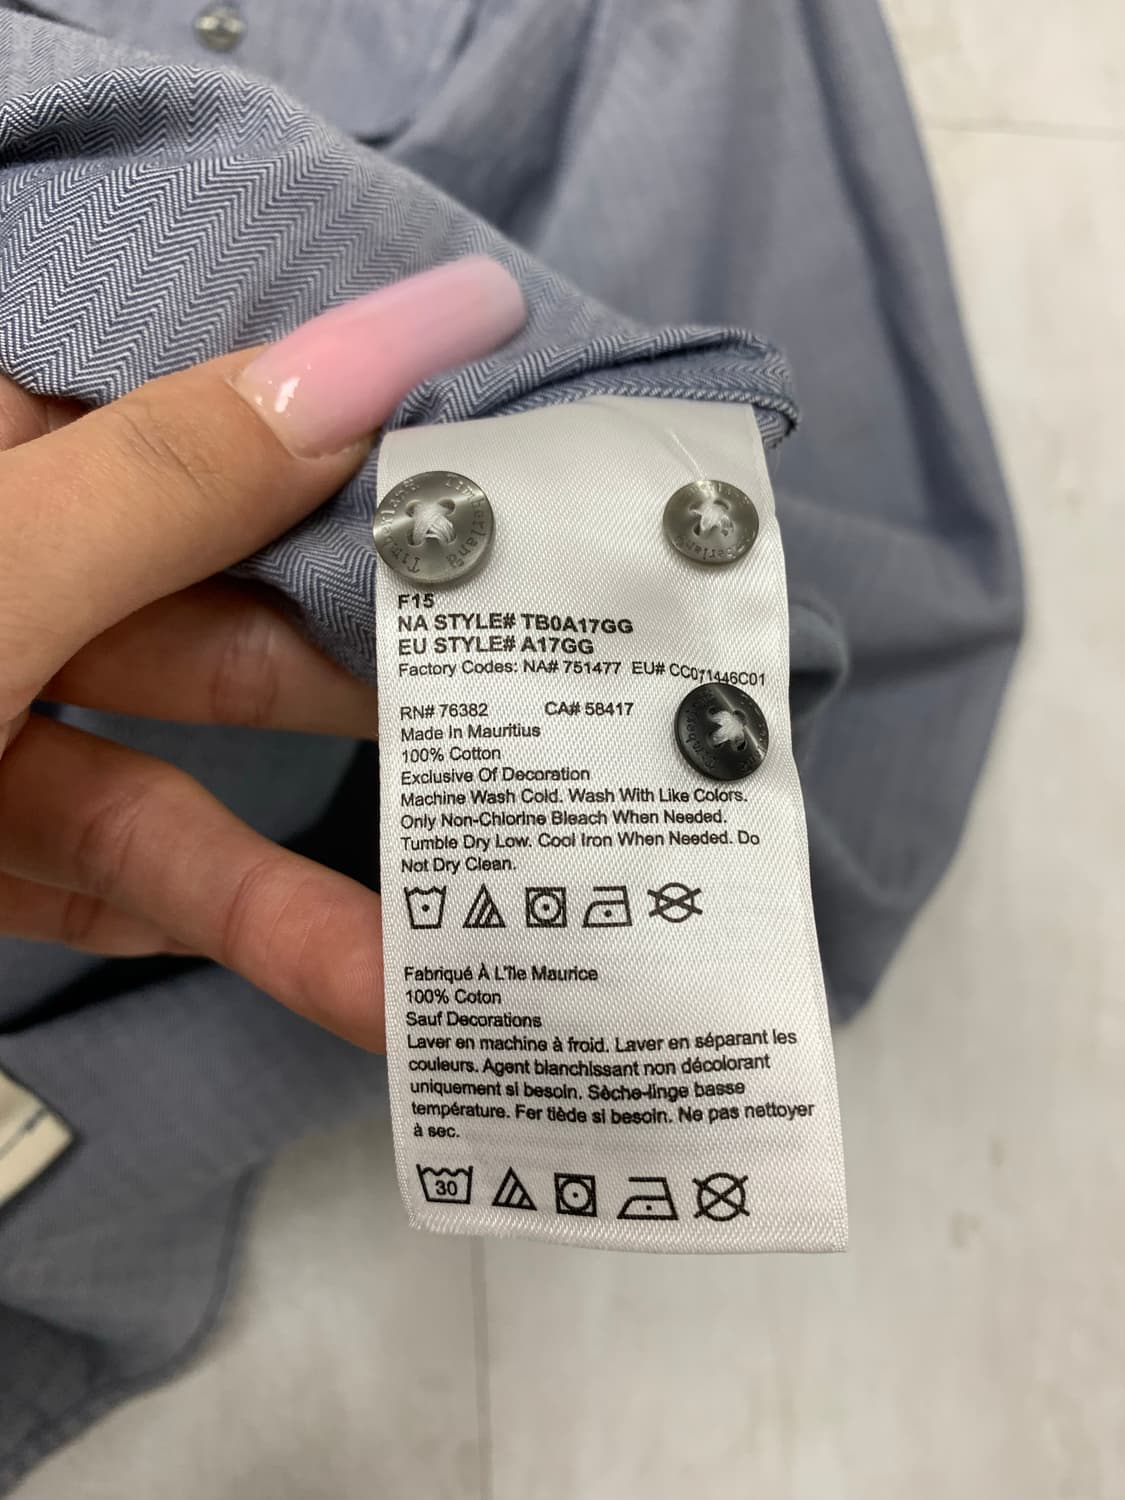 Timberland Timberland
Timberland
F15
NA STYLE# TB0A17GG
EU STYLE# A17GG
Factory Codes: NA# 751477 EU# CC071446C01
RN# 76382 CA# 58417
Made In Mauritius
100% Cotton
Exclusive Of Decoration
Machine Wash Cold. Wash With Like Colors.
Only Non-Chlorine Bleach When Needed.
Tumble Dry Low. Cool Iron When Needed. Do
Not Dry Clean.
Fabriqué À L'île Maurice
100% Coton
Sauf Decorations
Laver en machine à froid. Laver en séparant les
couleurs. Agent blanchissant non décolorant
uniquement si besoin. Sèche-linge basse
température. Fer tiède si besoin. Ne pas nettoyer
à sec.
30